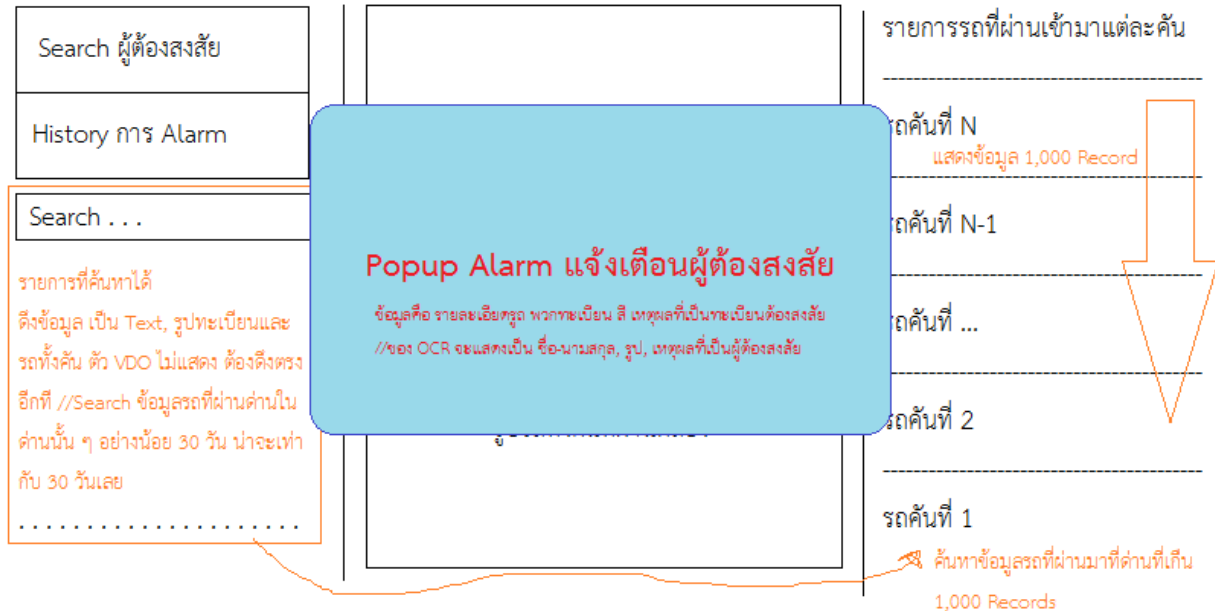 Search ผู้ต้องสงสัย
History การ Alarm
Search . . .
รายการที่ค้นหาได้
ดึงข้อมูล เป็น Text, รูปทะเบียนและ
รถทั้งคัน ตัว VDO ไม่แสดง ต้องดึงตรง
อีกที //Search ข้อมูลรถที่ผ่านด่านใน
ด่านนั้น ๆ อย่างน้อย 30 วัน น่าจะเท่า
กับ 30 วันเลย
. . . . . . . . . . . . . . . . . . . . .
Popup Alarm แจ้งเตือนผู้ต้องสงสัย
ข้อมูลคือ รายละเอียดรูถ พวกทะเบียน สี เหตุผลที่เป็นทะเบียนต้องสงสัย
//ของ OCR จะแสดงเป็น ชื่อ-นามสกุล, รูป, เหตุผลที่เป็นผู้ต้องสงสัย
รายการรถที่ผ่านเข้ามาแต่ละคัน
รถคันที่ N
แสดงข้อมูล 1,000 Record
รถคันที่ N-1
รถคันที่ ...
รถคันที่ 2
รถคันที่ 1
ค้นหาข้อมูลรถที่ผ่านมาที่ด่านที่เกิน
1,000 Records